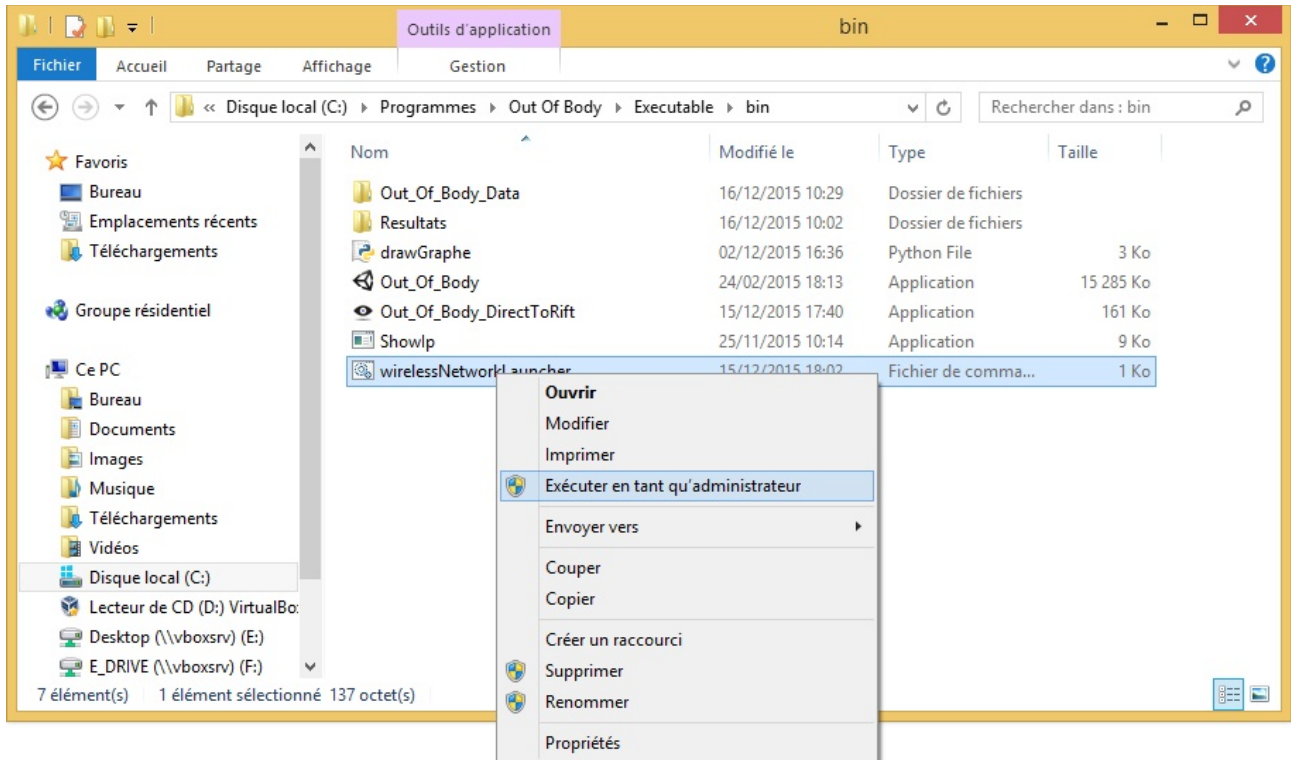 Outils d'application
bin
Fichier Accueil Partage Affichage Gestion
« Disque local (C:) Programmes Out Of Body Executable bin
Rechercher dans : bin
Favoris
Bureau
Emplacements récents
Téléchargements
Groupe résidentiel
Ce PC
Bureau
Documents
Images
Musique
Téléchargements
Vidéos
Disque local (C:)
Lecteur de CD (D:) VirtualBo
Desktop (\\vboxsrv) (E:)
E_DRIVE (\\vboxsrv) (F:)
Nom Modifié le Type Taille
Out_Of_Body_Data 16/12/2015 10:29 Dossier de fichiers
Resultats 16/12/2015 10:02 Dossier de fichiers
drawGraphe 02/12/2015 16:36 Python File 3 Ko
Out_Of_Body 24/02/2015 18:13 Application 15 285 Ko
Out_Of_Body_DirectToRift 15/12/2015 17:40 Application 161 Ko
ShowIp 25/11/2015 10:14 Application 9 Ko
wirelessNetworkLauncher 15/12/2015 18:02 Fichier de comma... 1 Ko
Ouvrir
Modifier
Imprimer
Exécuter en tant qu'administrateur
Envoyer vers
Couper
Copier
Créer un raccourci
Supprimer
Renommer
Propriétés
7 élément(s) 1 élément sélectionné 137 octet(s)